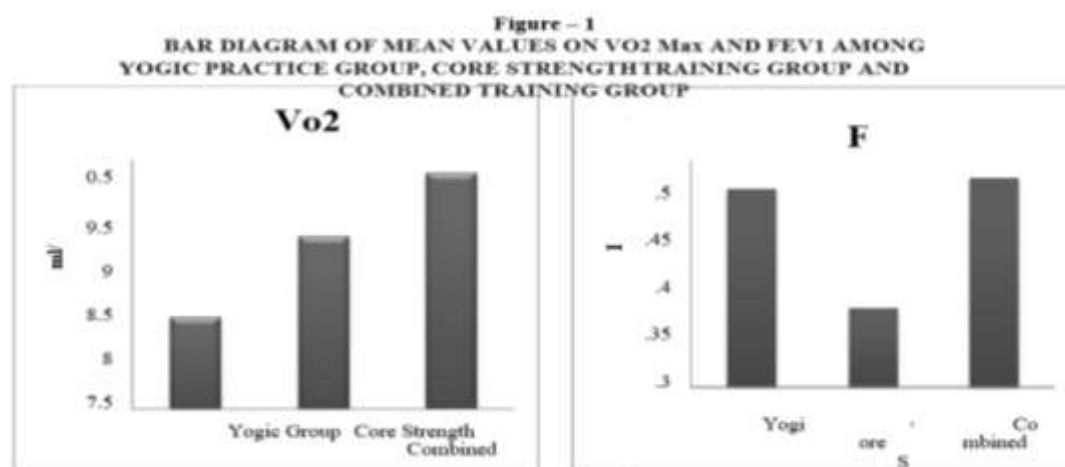 Figure – 1
BAR DIAGRAM OF MEAN VALUES ON VO2 Max AND FEV1 AMONG
YOGIC PRACTICE GROUP, CORE STRENGTHTRAINING GROUP AND
COMBINED TRAINING GROUP
Vo2
ml/
0.5
9.5
9
8.5
8
7.5
Yogic Group Core Strength
Combined
F
l
.5
.45
.4
.35
.3
Yogi ' Co
ore mbined
S